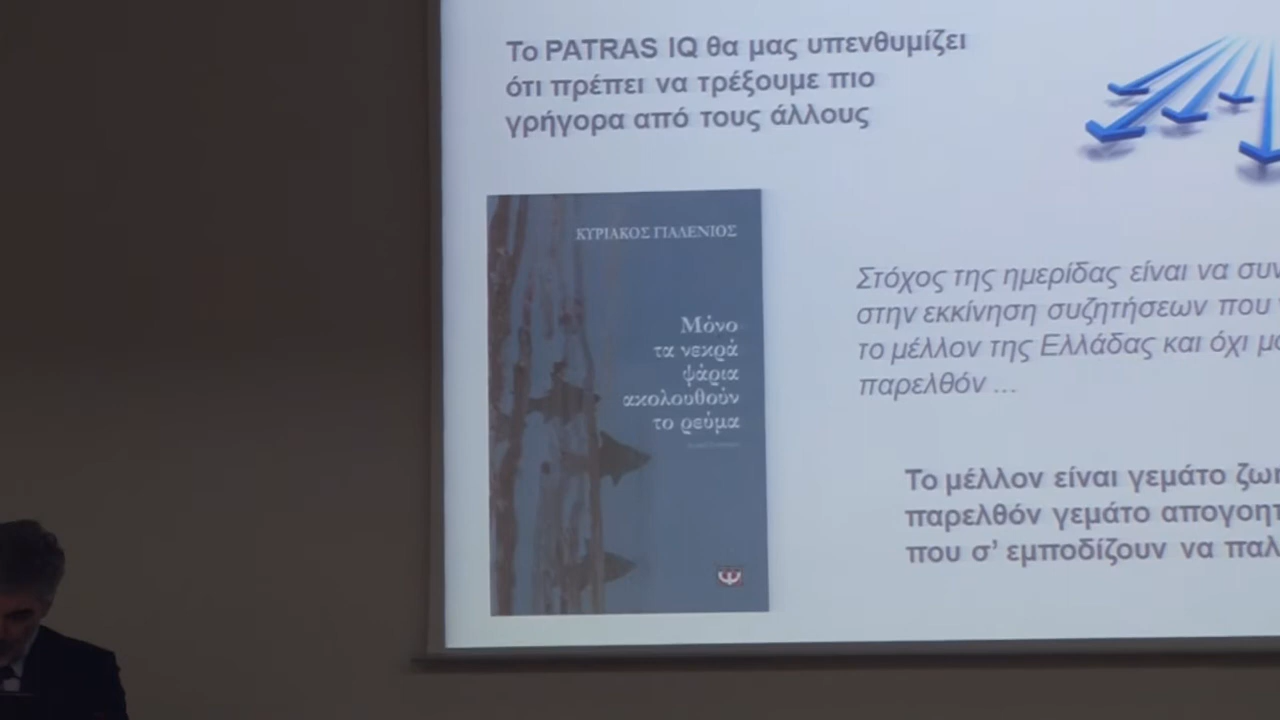 Το PATRAS IQ θα μας υπενθυμίζει
ότι πρέπει να τρέξουμε πιο
γρήγορα από τους άλλους
ΚΥΡΙΑΚΟΣ ΓΙΑΛΕΝΙΟΣ
Μόνο
τα νεκρά
ψάρια
ακολουθούν
το ρεύμα
Στόχος της ημερίδας είναι να
στην εκκίνηση συζητήσεων που
το μέλλον της Ελλάδας και όχι
παρελθόν ...
Το μέλλον είναι γεμάτο
παρελθόν γεμάτο
που σ’ εμποδίζουν να